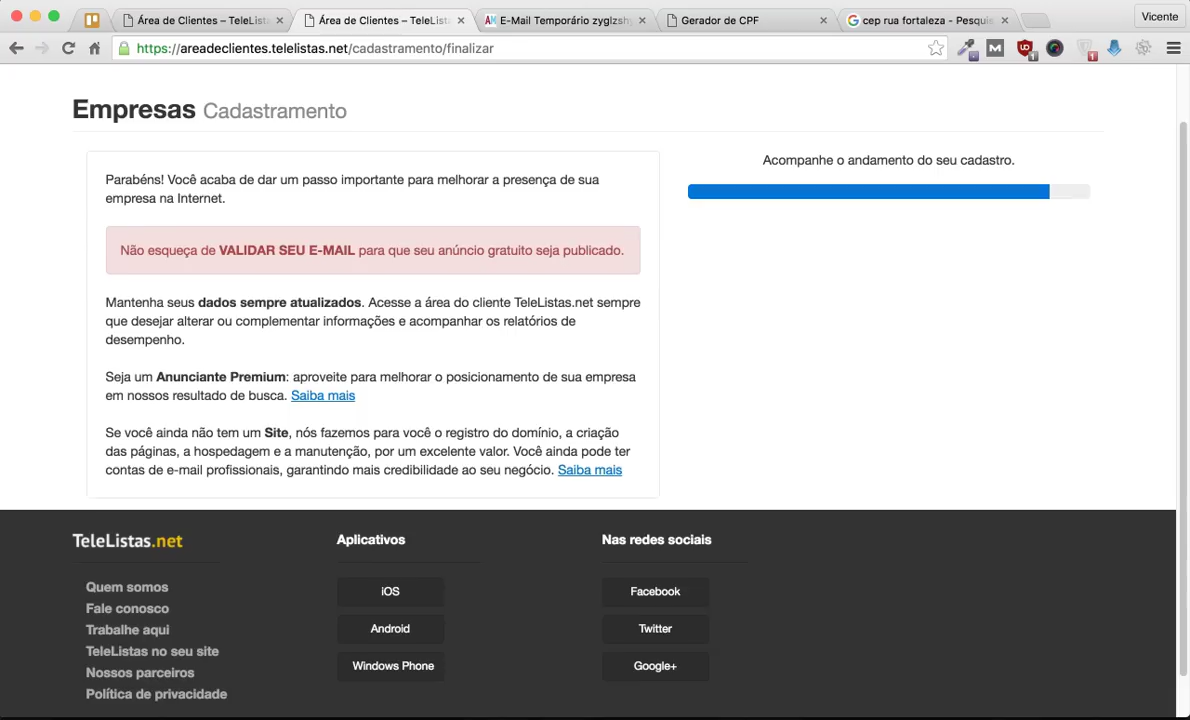 Área de Clientes – TeleLista
Área de Clientes – TeleLista
E-Mail Temporário zyglzshy
Gerador de CPF
cep rua fortaleza - Pesquis
Vicente
https://areadeclientes.telelistas.net/cadastramento/finalizar
Empresas Cadastramento
Acompanhe o andamento do seu cadastro.
Parabéns! Você acaba de dar um passo importante para melhorar a presença de sua
empresa na Internet.
Não esqueça de VALIDAR SEU E-MAIL para que seu anúncio gratuito seja publicado.
Mantenha seus dados sempre atualizados. Acesse a área do cliente TeleListas.net sempre
que desejar alterar ou complementar informações e acompanhar os relatórios de
desempenho.
Seja um Anunciante Premium: aproveite para melhorar o posicionamento de sua empresa
em nossos resultado de busca. Saiba mais
Se você ainda não tem um Site, nós fazemos para você o registro do domínio, a criação
das páginas, a hospedagem e a manutenção, por um excelente valor. Você ainda pode ter
contas de e-mail profissionais, garantindo mais credibilidade ao seu negócio. Saiba mais
TeleListas.net
Quem somos
Fale conosco
Trabalhe aqui
TeleListas no seu site
Nossos parceiros
Política de privacidade
Aplicativos
iOS
Android
Windows Phone
Nas redes sociais
Facebook
Twitter
Google+